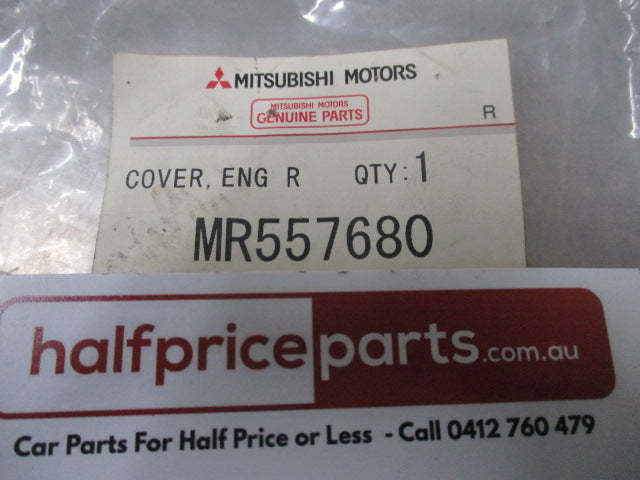 MITSUBISHI MOTORS
MITSUBISHI MOTORS
GENUINE PARTS
R
COVER, ENG R QTY:1
MR557680
halfpriceparts.com.au
Car Parts For Half Price or Less - Call 0412 760 479